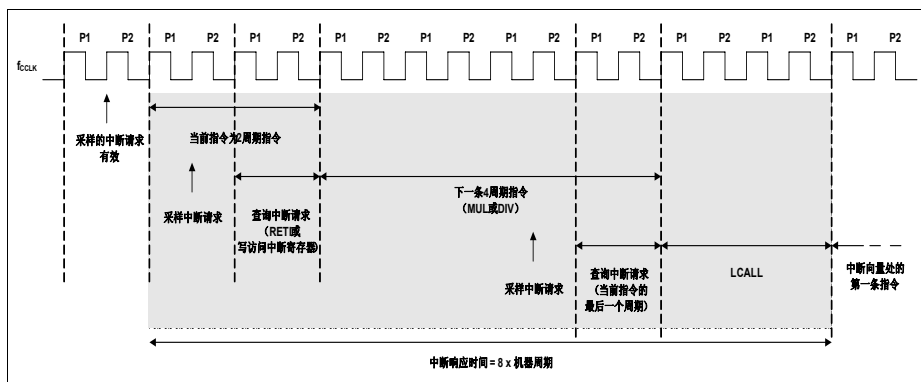 P1 P2 P1 P2 P1 P2 P1 P2 P1 P2 P1 P2 P1 P2 P1 P2 P1 P2 P1 P2
fCCLK
采样的中断请求
有效
当前指令为2周期指令
采样中断请求
查询中断请求
(RETI或
写访问中断寄存器)
下一条4周期指令
(MUL或DIV)
采样中断请求
查询中断请求
(当前指令的
最后一个周期)
LCALL
中断向量处的
第一条指令
中断响应时间 = 8 x 机器周期